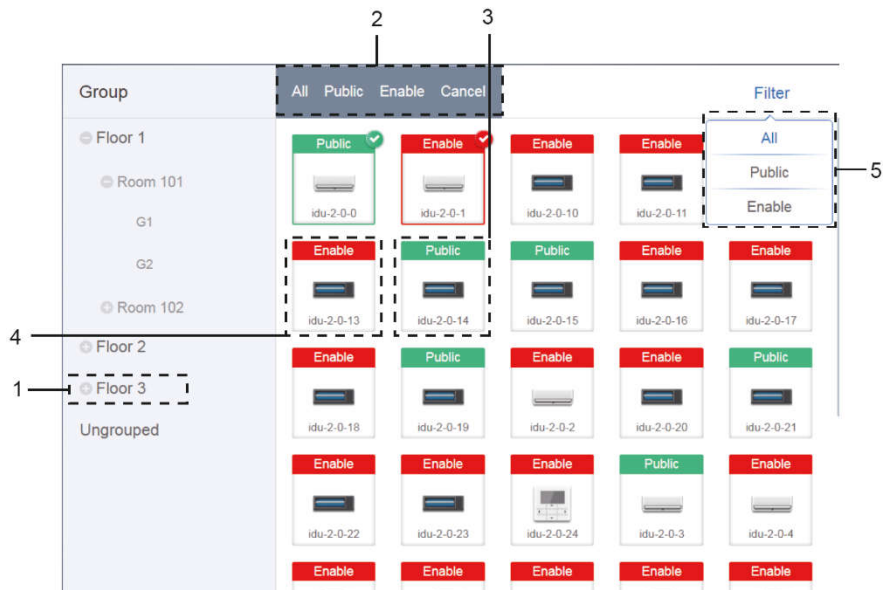 2
3
Group
All Public Enable Cancel
Filter
Floor 1
Room 101
G1
G2
Room 102
Floor 2
Floor 3
Ungrouped
All
Public
Enable
5
4
1
Public Enable Enable Enable
idu-2-0-0 idu-2-0-1 idu-2-0-10 idu-2-0-11
Enable Public Public Enable Enable
idu-2-0-13 idu-2-0-14 idu-2-0-15 idu-2-0-16 idu-2-0-17
Enable Public Enable Enable Public
idu-2-0-18 idu-2-0-19 idu-2-0-2 idu-2-0-20 idu-2-0-21
Enable Enable Enable Public Enable
idu-2-0-22 idu-2-0-23 idu-2-0-24 idu-2-0-3 idu-2-0-4
Enable Enable Enable Enable Enable